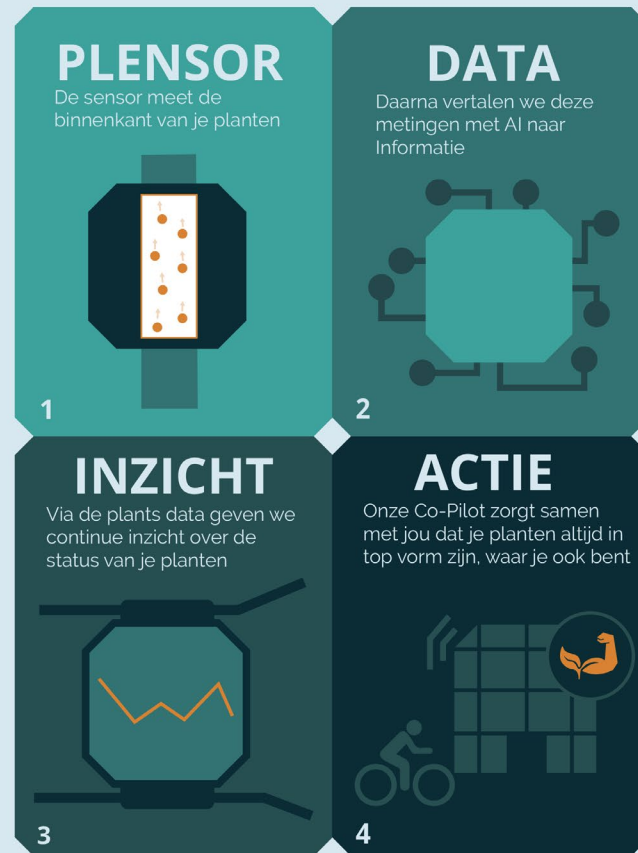 PLENSOR
De sensor meet de
binnenkant van je planten
1
DATA
Daarna vertalen we deze
metingen met AI naar
Informatie
2
INZICHT
Via de plants data geven we
continue inzicht over de
status van je planten
3
ACTIE
Onze Co-Pilot zorgt samen
met jou dat je planten altijd in
top vorm zijn, waar je ook bent
4